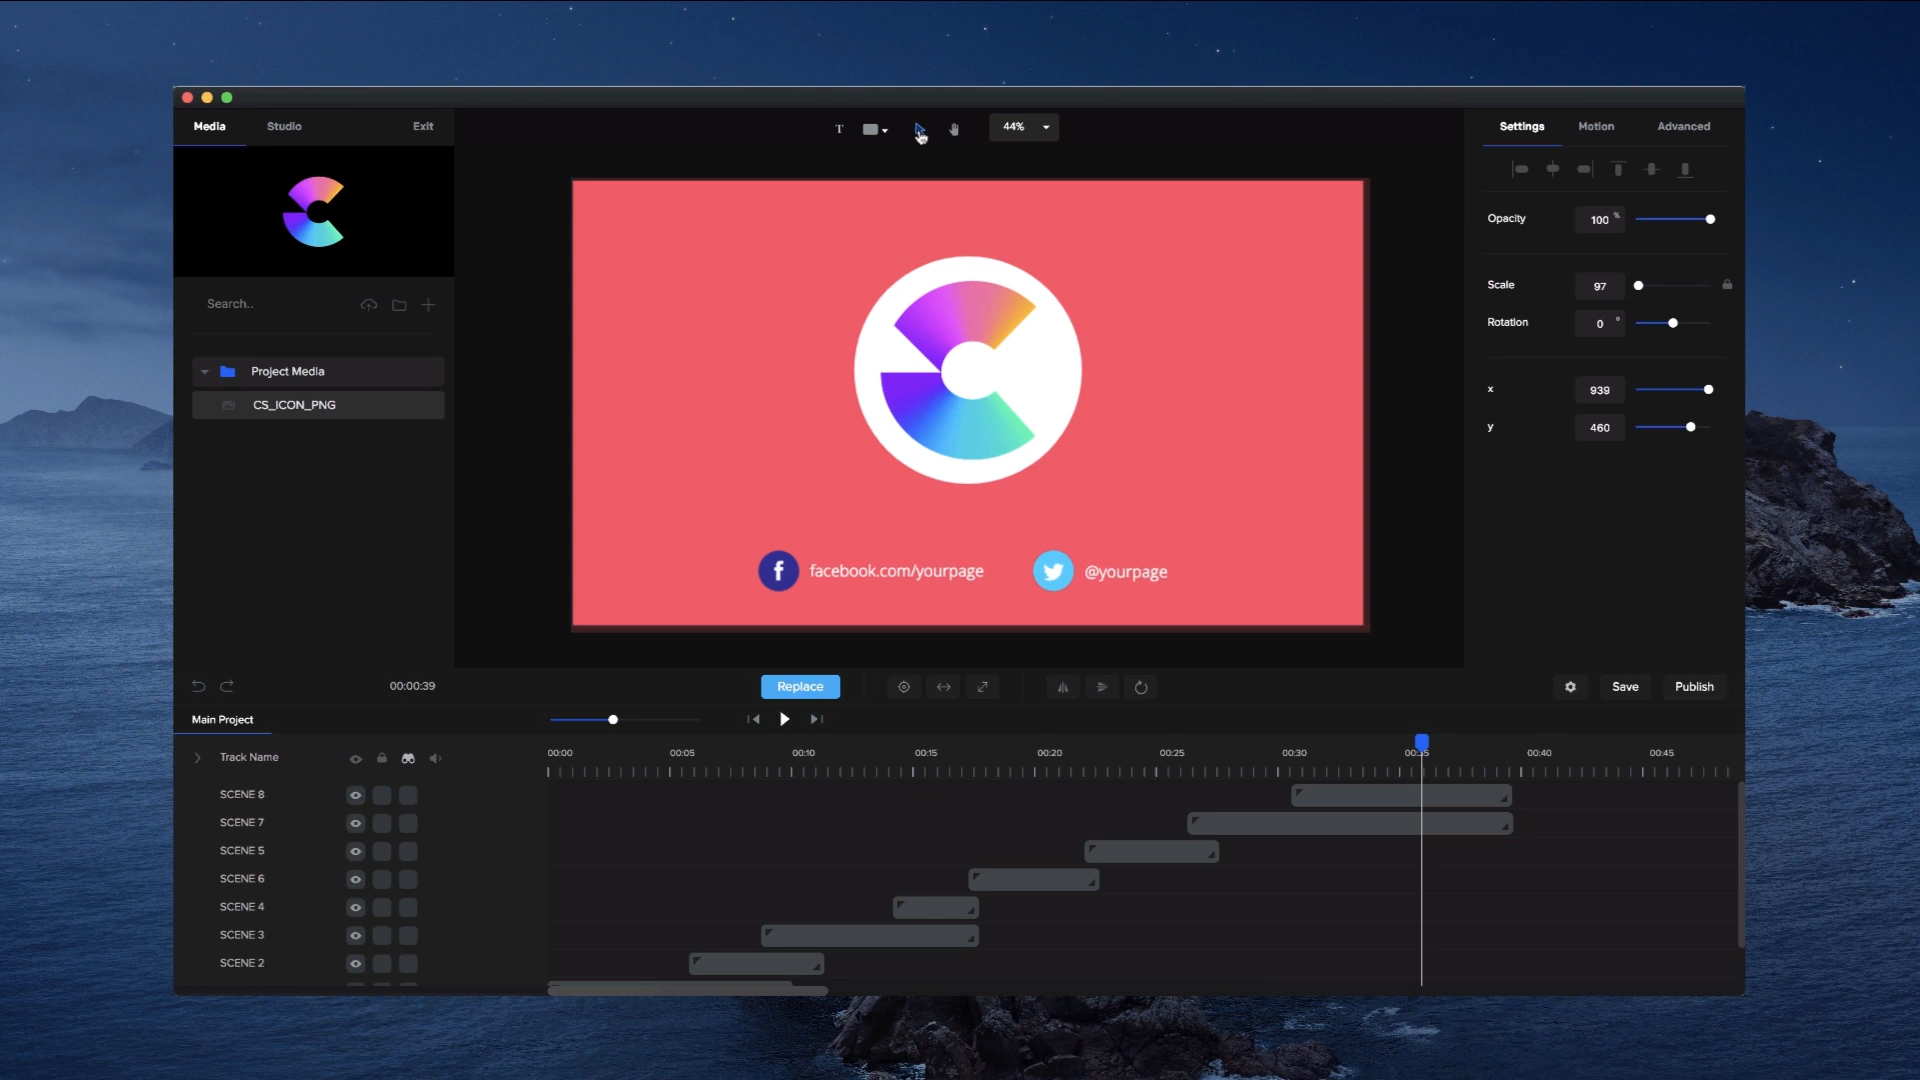 Media Studio Exit
T 44%
Settings Motion Advanced
Opacity 100 %
Search..
Scale 97
Rotation 0 °
Project Media
x 939
CS_ICON_PNG
y 460
f facebook.com/yourpage @yourpage
00:00:39 Replace Save Publish
Main Project
Track Name 00:00 00:05 00:10 00:15 00:20 00:25 00:30 00:35 00:40 00:45
SCENE 8
SCENE 7
SCENE 5
SCENE 6
SCENE 4
SCENE 3
SCENE 2